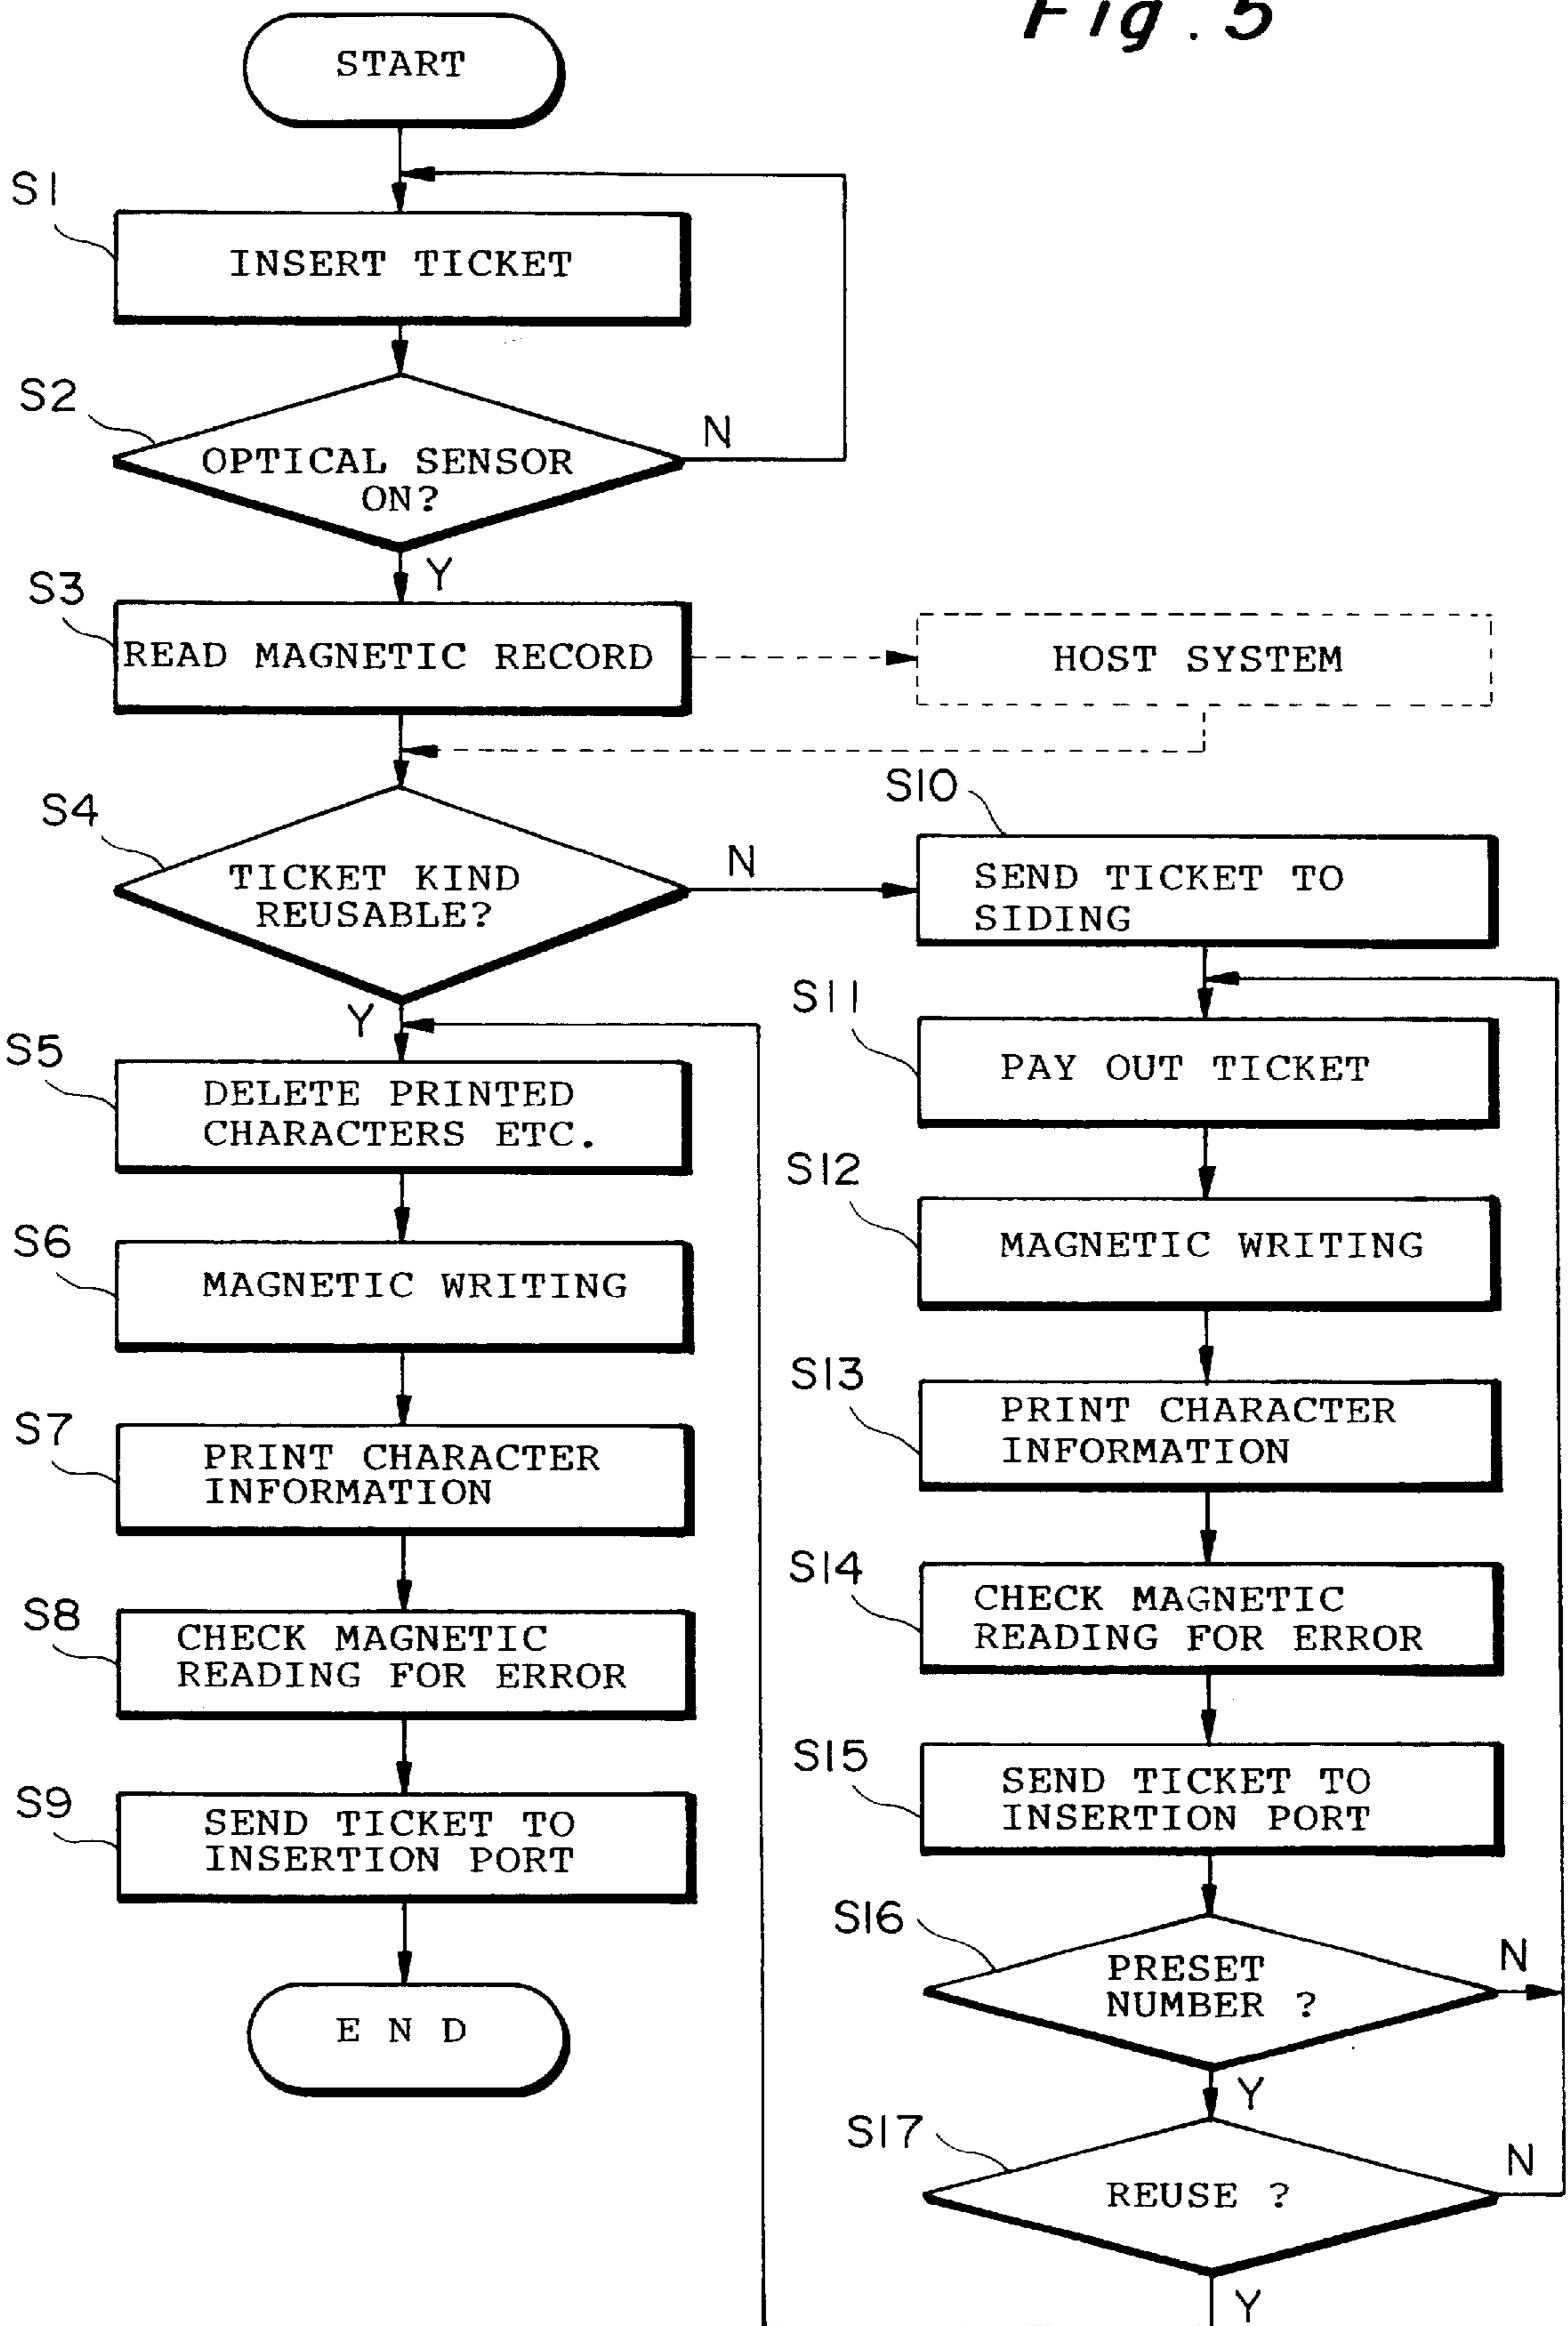 Fig. 5
START
S1
INSERT TICKET
S2
OPTICAL SENSOR
ON?
N
Y
S3
READ MAGNETIC RECORD
HOST SYSTEM
S4
TICKET KIND
REUSABLE?
N
Y
S5
DELETE PRINTED
CHARACTERS ETC.
S6
MAGNETIC WRITING
S7
PRINT CHARACTER
INFORMATION
S8
CHECK MAGNETIC
READING FOR ERROR
S9
SEND TICKET TO
INSERTION PORT
E N D
S10
SEND TICKET TO
SIDING
S11
PAY OUT TICKET
S12
MAGNETIC WRITING
S13
PRINT CHARACTER
INFORMATION
S14
CHECK MAGNETIC
READING FOR ERROR
S15
SEND TICKET TO
INSERTION PORT
S16
PRESET
NUMBER ?
N
Y
S17
REUSE ?
N
Y